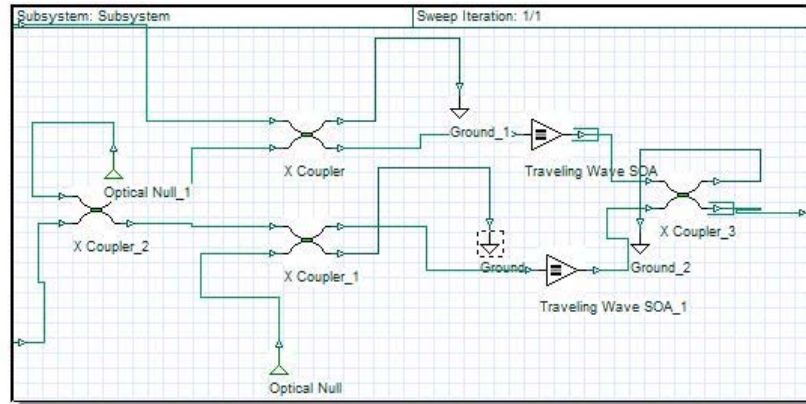 Subsystem: Subsystem
Sweep Iteration: 1/1
Ground_1
Optical Null_1
X Coupler
Traveling Wave SOA
X Coupler_2
X Coupler_3
X Coupler_1
Ground
Ground_2
Traveling Wave SOA_1
Optical Null